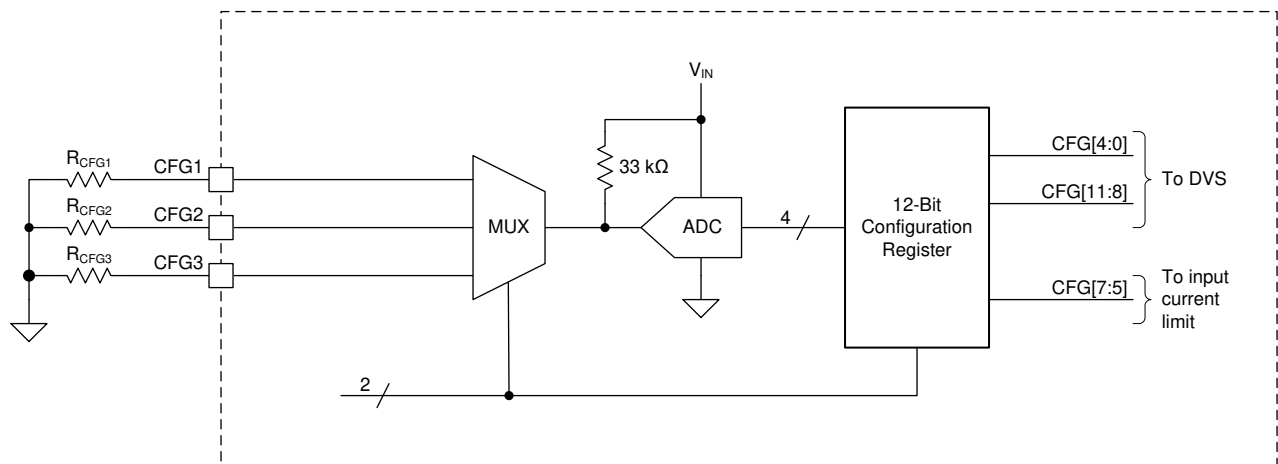 V_IN
R_CFG1
CFG1
33 kΩ
CFG[4:0]
To DVS
R_CFG2
CFG2
MUX
ADC
4
12-Bit
Configuration
Register
CFG[11:8]
R_CFG3
CFG3
CFG[7:5]
To input
current
limit
2